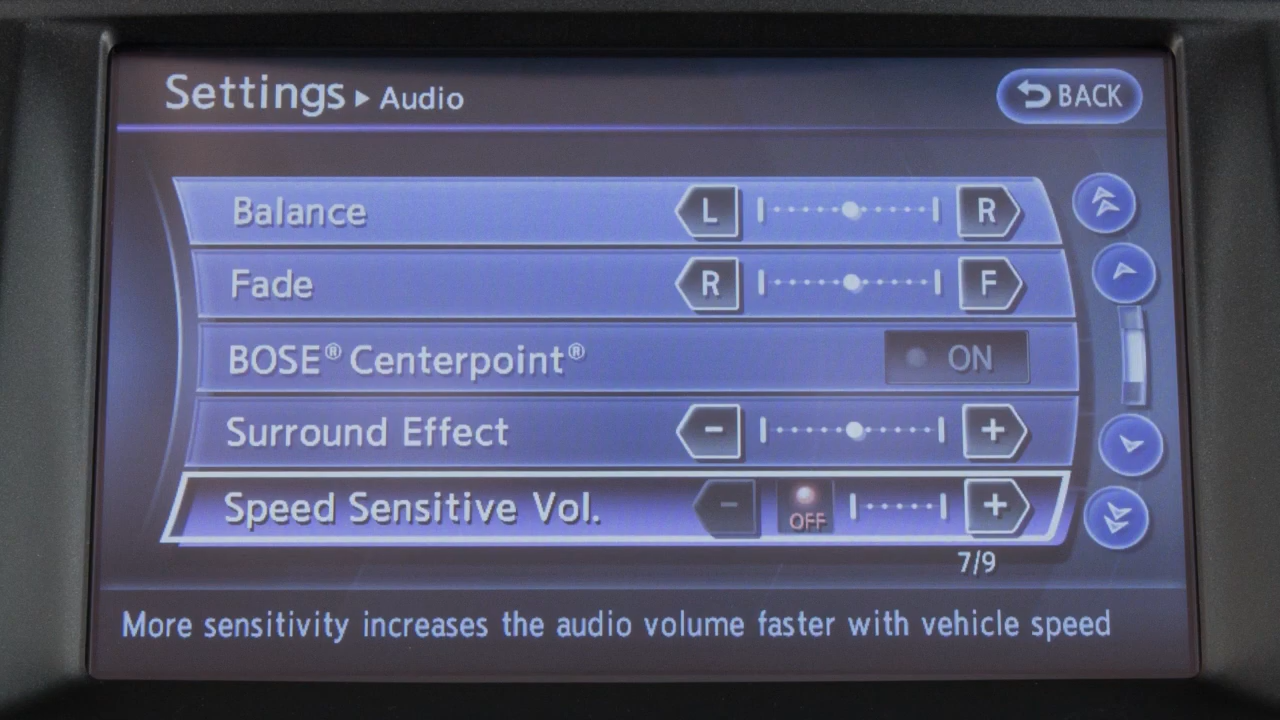 Settings ▸ Audio
BACK
Balance L R
Fade R F
BOSE® Centerpoint® ON
Surround Effect - +
Speed Sensitive Vol. - OFF +
7/9
More sensitivity increases the audio volume faster with vehicle speed